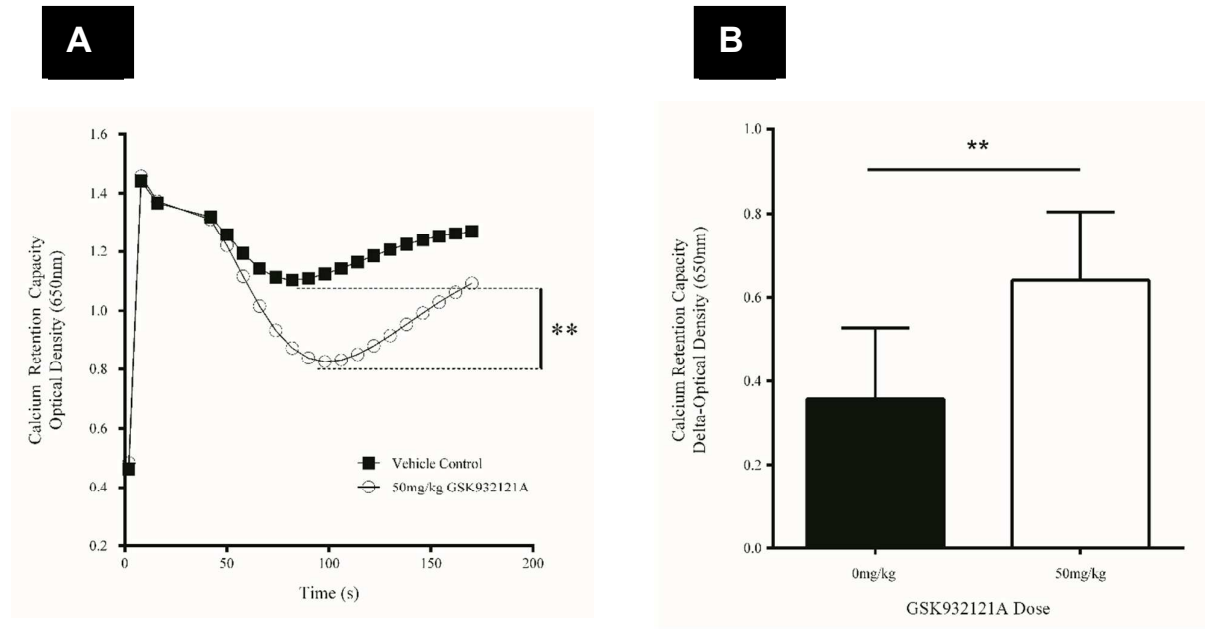 A
B
1.6
1.4
1.2
1.0
0.8
0.6
0.4
0.2
0
50
100
150
200
Calcium Retention Capacity
Optical Density (650nm)
Time (s)
**
Vehicle Control
50mg/kg GSK932121A
1.0
0.8
0.6
0.4
0.2
0.0
Calcium Retention Capacity
Delta-Optical Density (650nm)
**
0mg/kg
50mg/kg
GSK932121A Dose